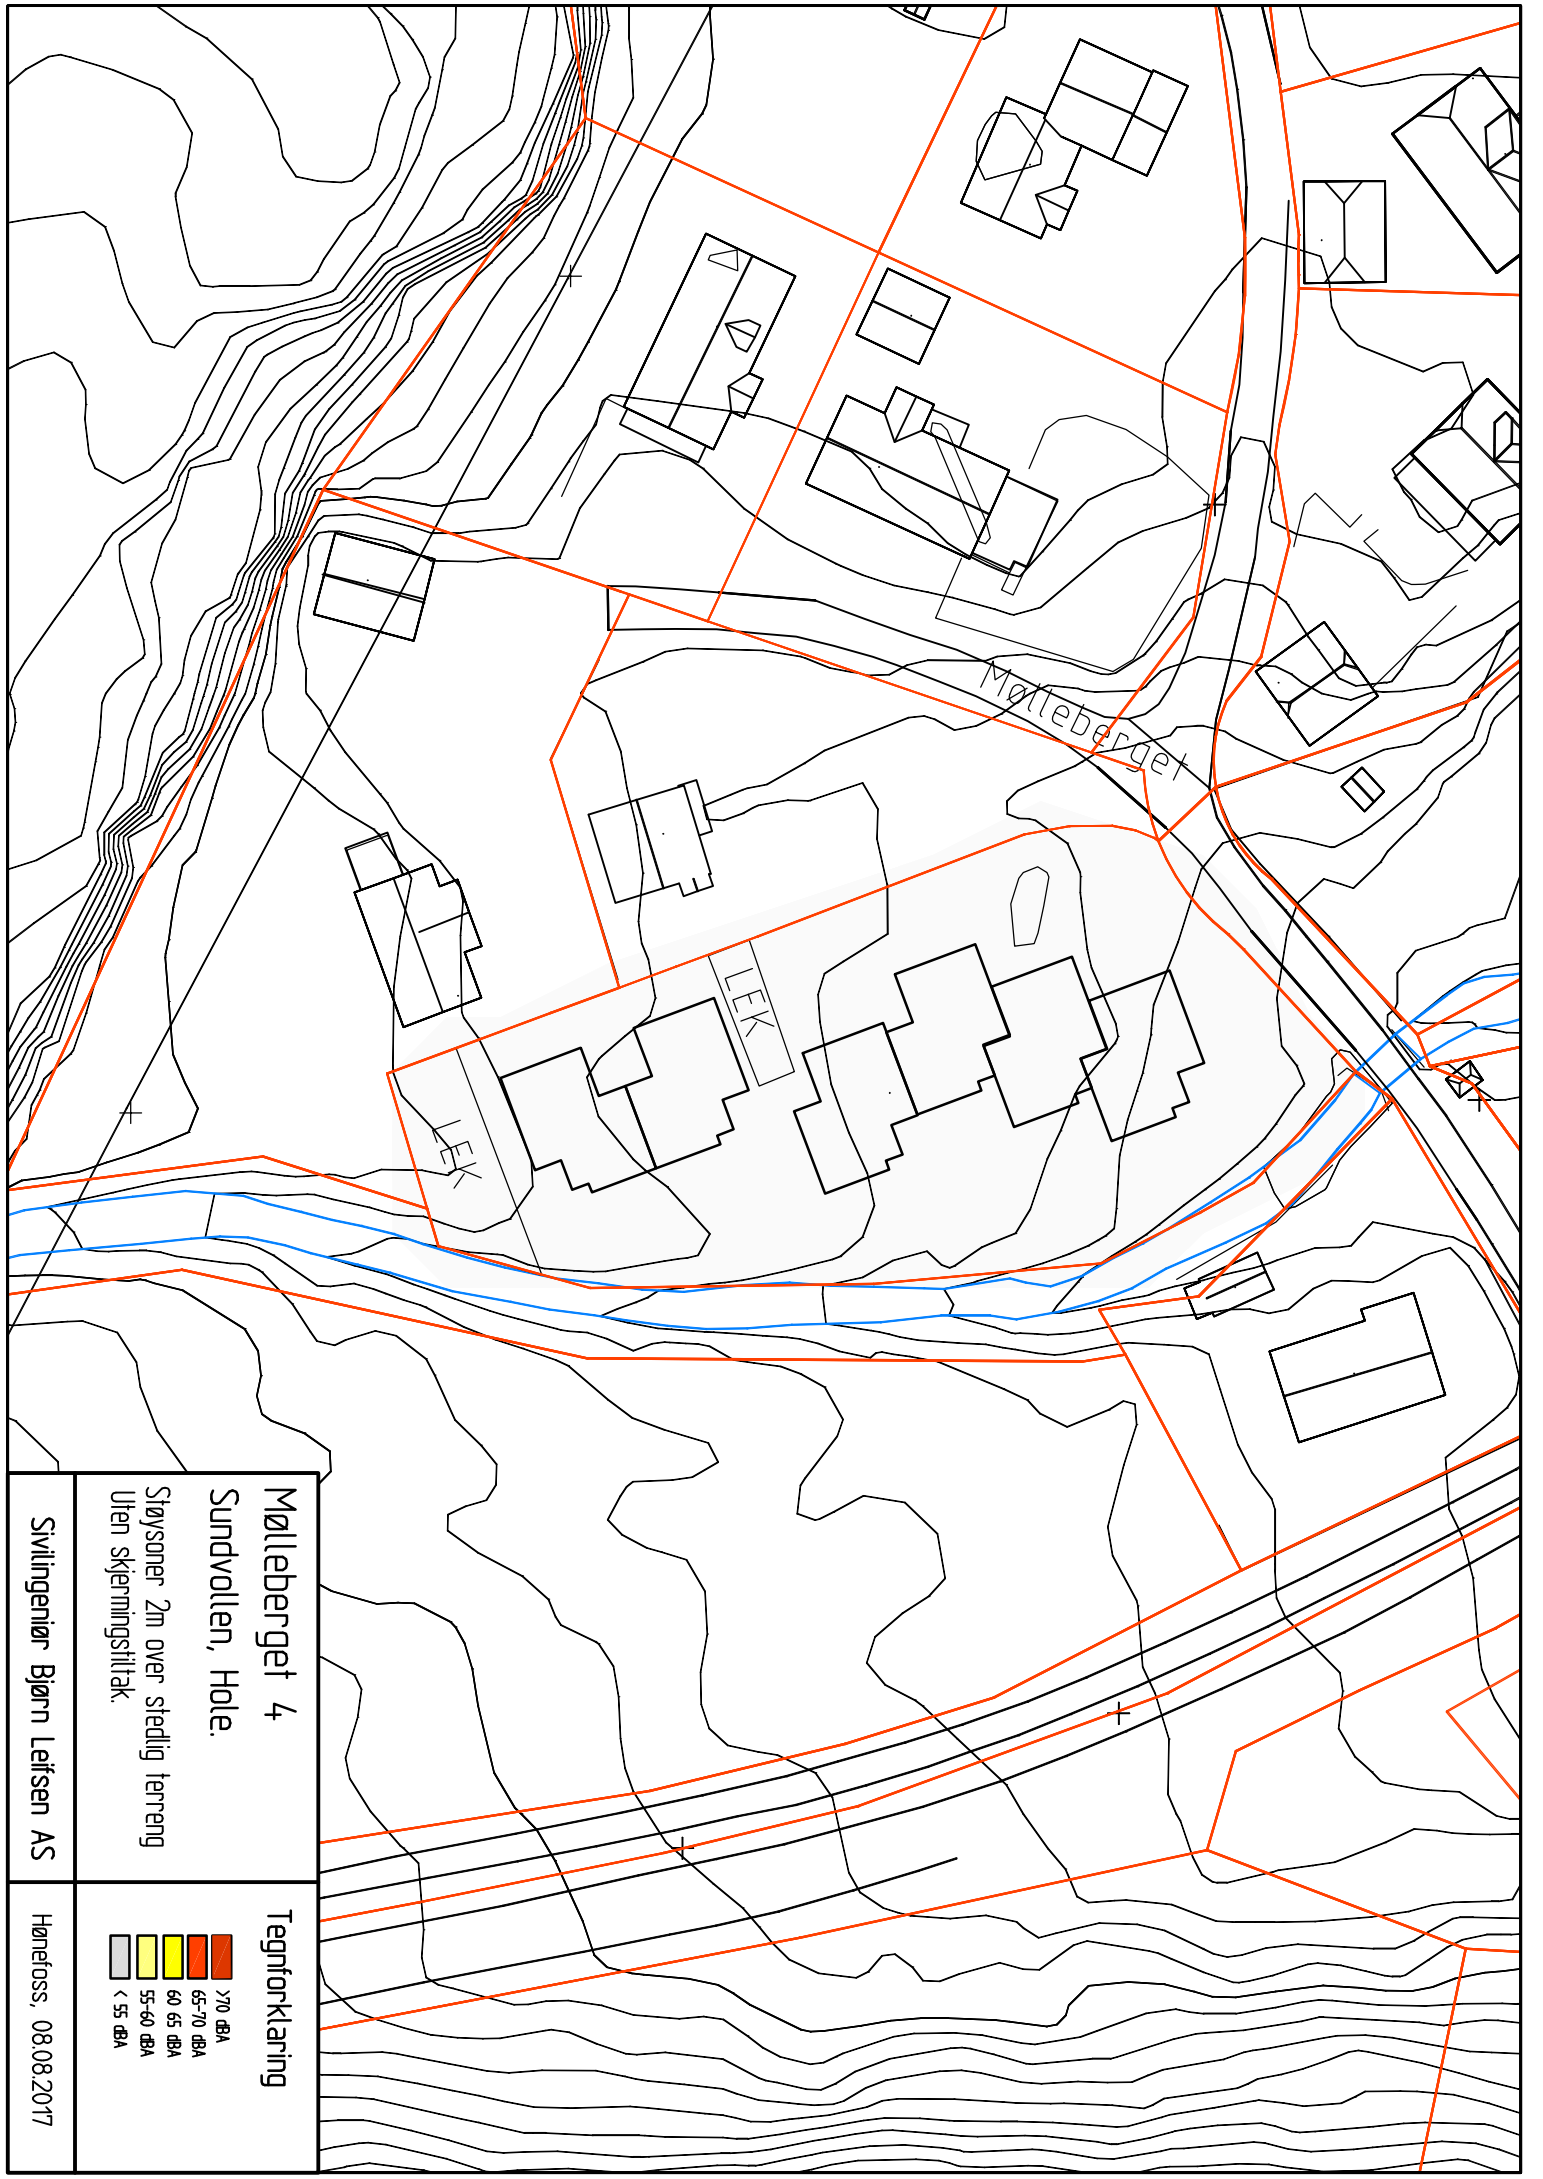 Mølleberget
LEK
LEK
Mølleberget 4
Sundvollen, Hole.
Støysoner 2m over stedlig terreng
Uten skjermingstiltak.
Sivilingeniør Bjørn Leifsen AS
Tegnforklaring
>70 dBA
65-70 dBA
60 65 dBA
55-60 dBA
< 55 dBA
Hønefoss, 08.08.2017